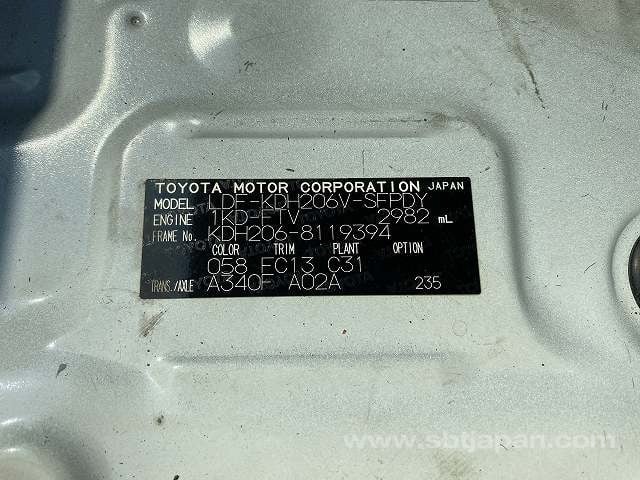 TOYOTA MOTOR CORPORATION JAPAN
MODEL LDF-KDH206V-SFPDY
ENGINE 1KD-FTV 2982 mL
FRAME No. KDH206-8119394
COLOR TRIM PLANT OPTION
058 FC13 C31
TRANS./AXLE A340F A02A 235
www.sbtjapan.com